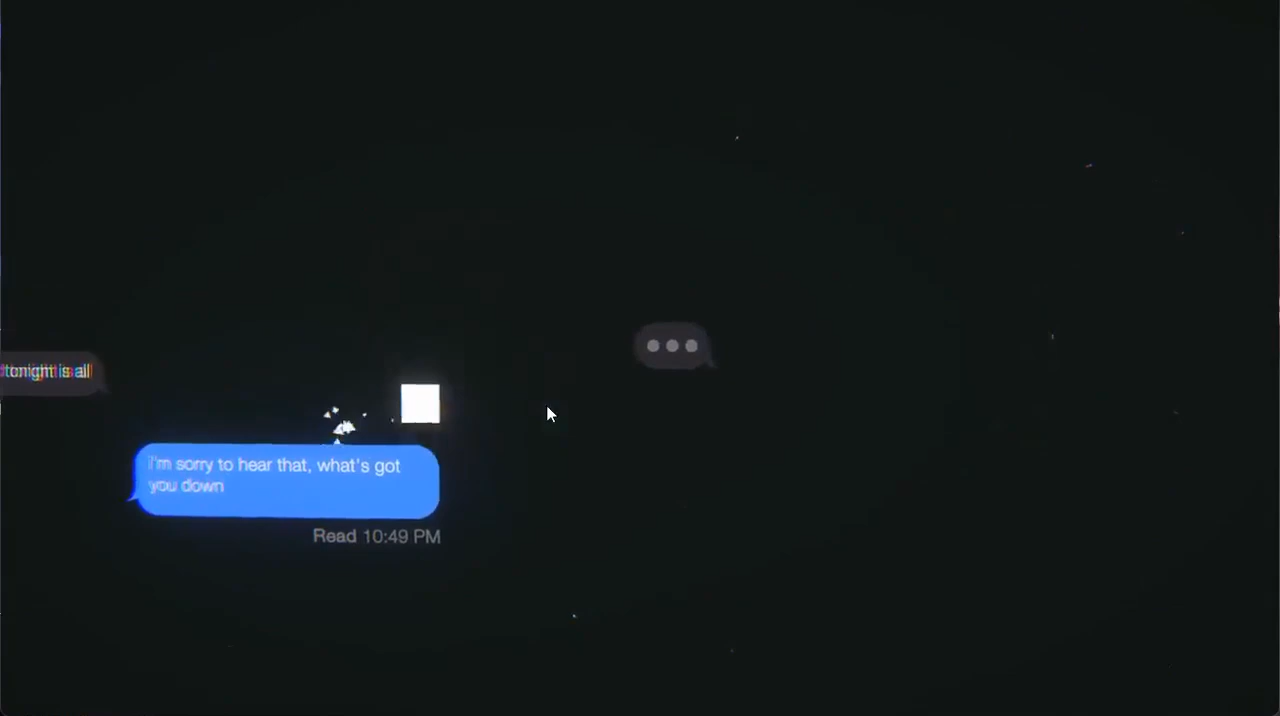 tonight is all
I'm sorry to hear that, what's got
you down
Read 10:49 PM